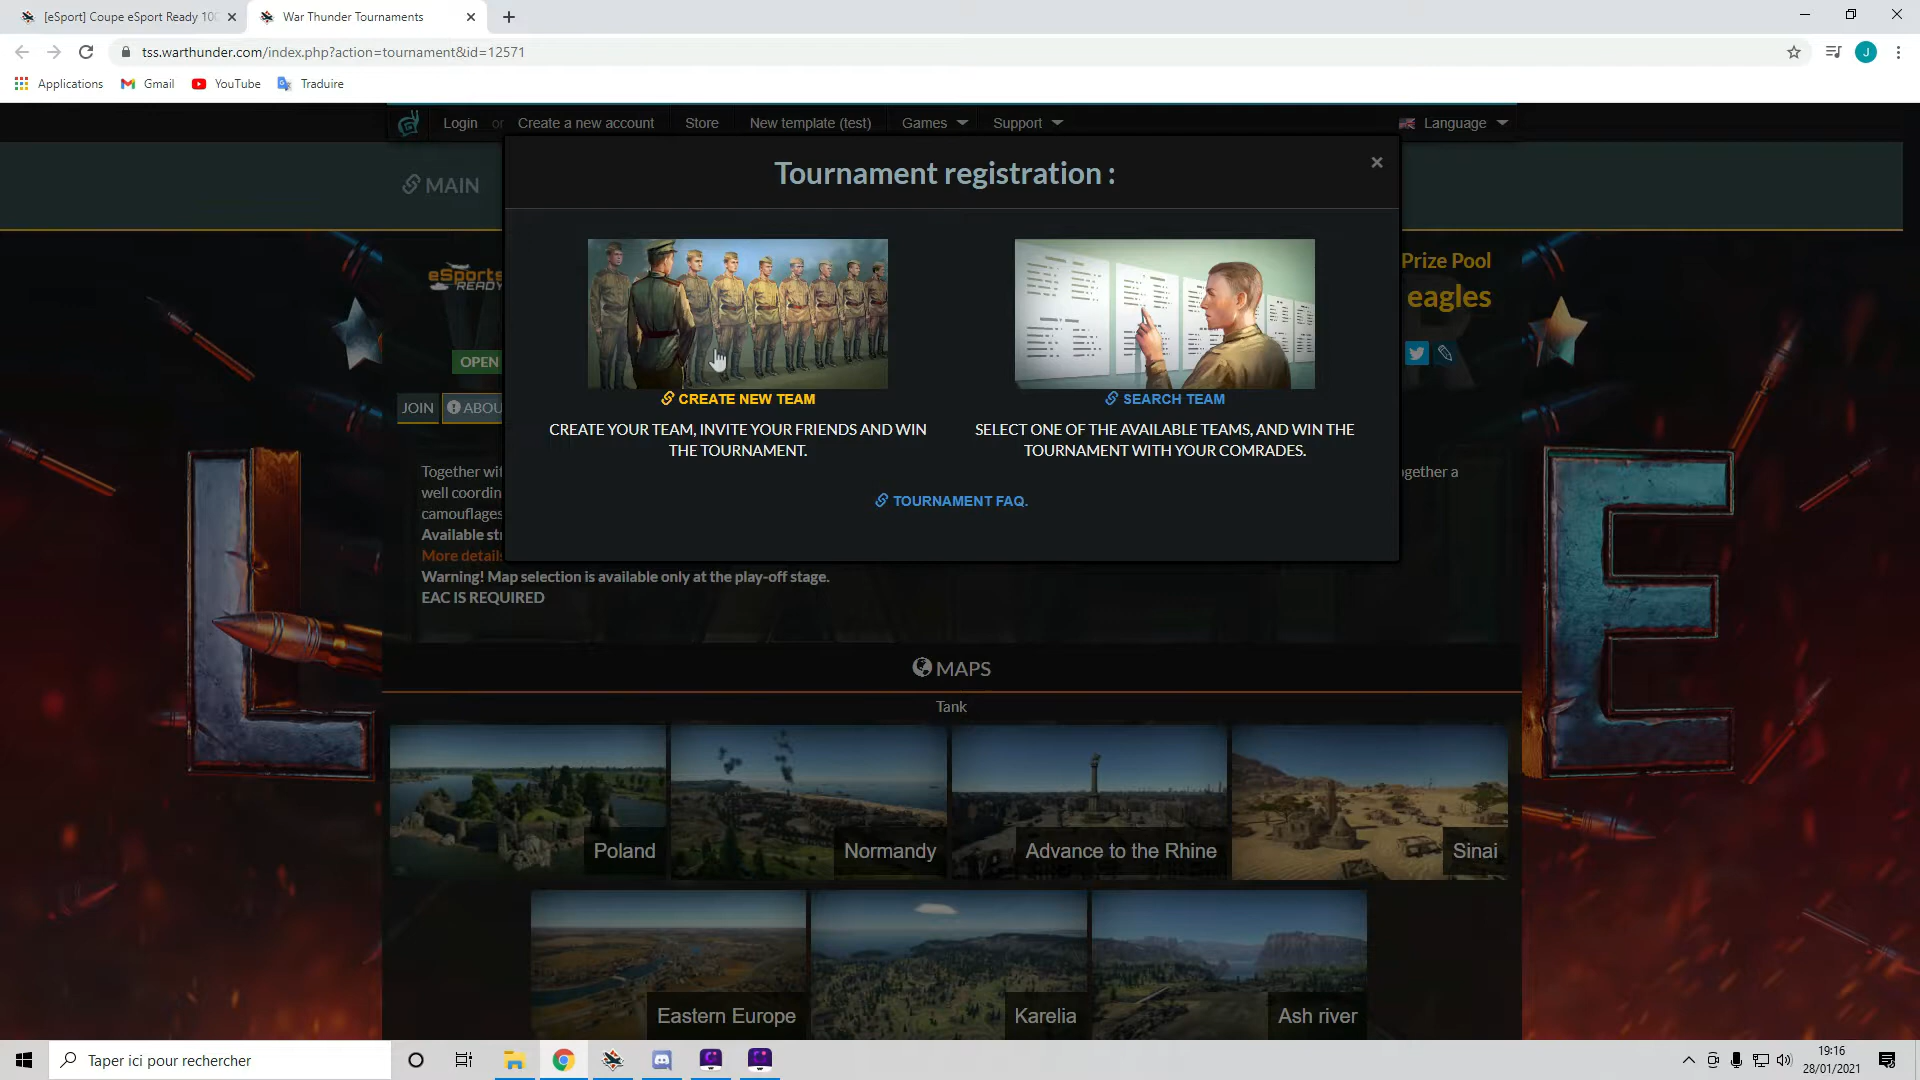 [eSport] Coupe eSport Ready 100
War Thunder Tournaments
tss.warthunder.com/index.php?action=tournament&id=12571
J
Applications
Gmail
YouTube
Traduire
Login or Create a new account
Store
New template (test)
Games
Support
Language
MAIN
Tournament registration :
×
eSports
READY
Prize Pool
eagles
OPEN
JOIN
ABOU
CREATE NEW TEAM
CREATE YOUR TEAM, INVITE YOUR FRIENDS AND WIN
THE TOURNAMENT.
SEARCH TEAM
SELECT ONE OF THE AVAILABLE TEAMS, AND WIN THE
TOURNAMENT WITH YOUR COMRADES.
TOURNAMENT FAQ.
Together wit
ogether a
well coordin
camouflages
Available str
More details
Warning! Map selection is available only at the play-off stage.
EAC IS REQUIRED
L
E
MAPS
Tank
Poland
Normandy
Advance to the Rhine
Sinai
Eastern Europe
Karelia
Ash river
Taper ici pour rechercher
19:16
28/01/2021